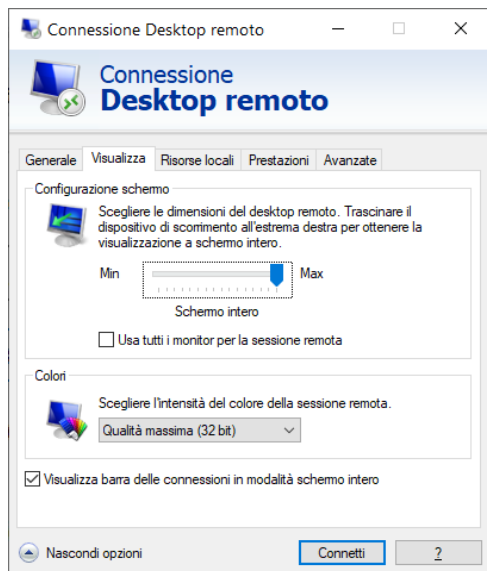 Connessione Desktop remoto
Connessione
Desktop remoto
Generale Visualizza Risorse locali Prestazioni Avanzate
Configurazione schermo
Scegliere le dimensioni del desktop remoto. Trascinare il
dispositivo di scorrimento all'estrema destra per ottenere la
visualizzazione a schermo intero.
Min Max
Schermo intero
Usa tutti i monitor per la sessione remota
Colori
Scegliere l'intensità del colore della sessione remota.
Qualità massima (32 bit)
Visualizza barra delle connessioni in modalità schermo intero
Nascondi opzioni Connetti ?